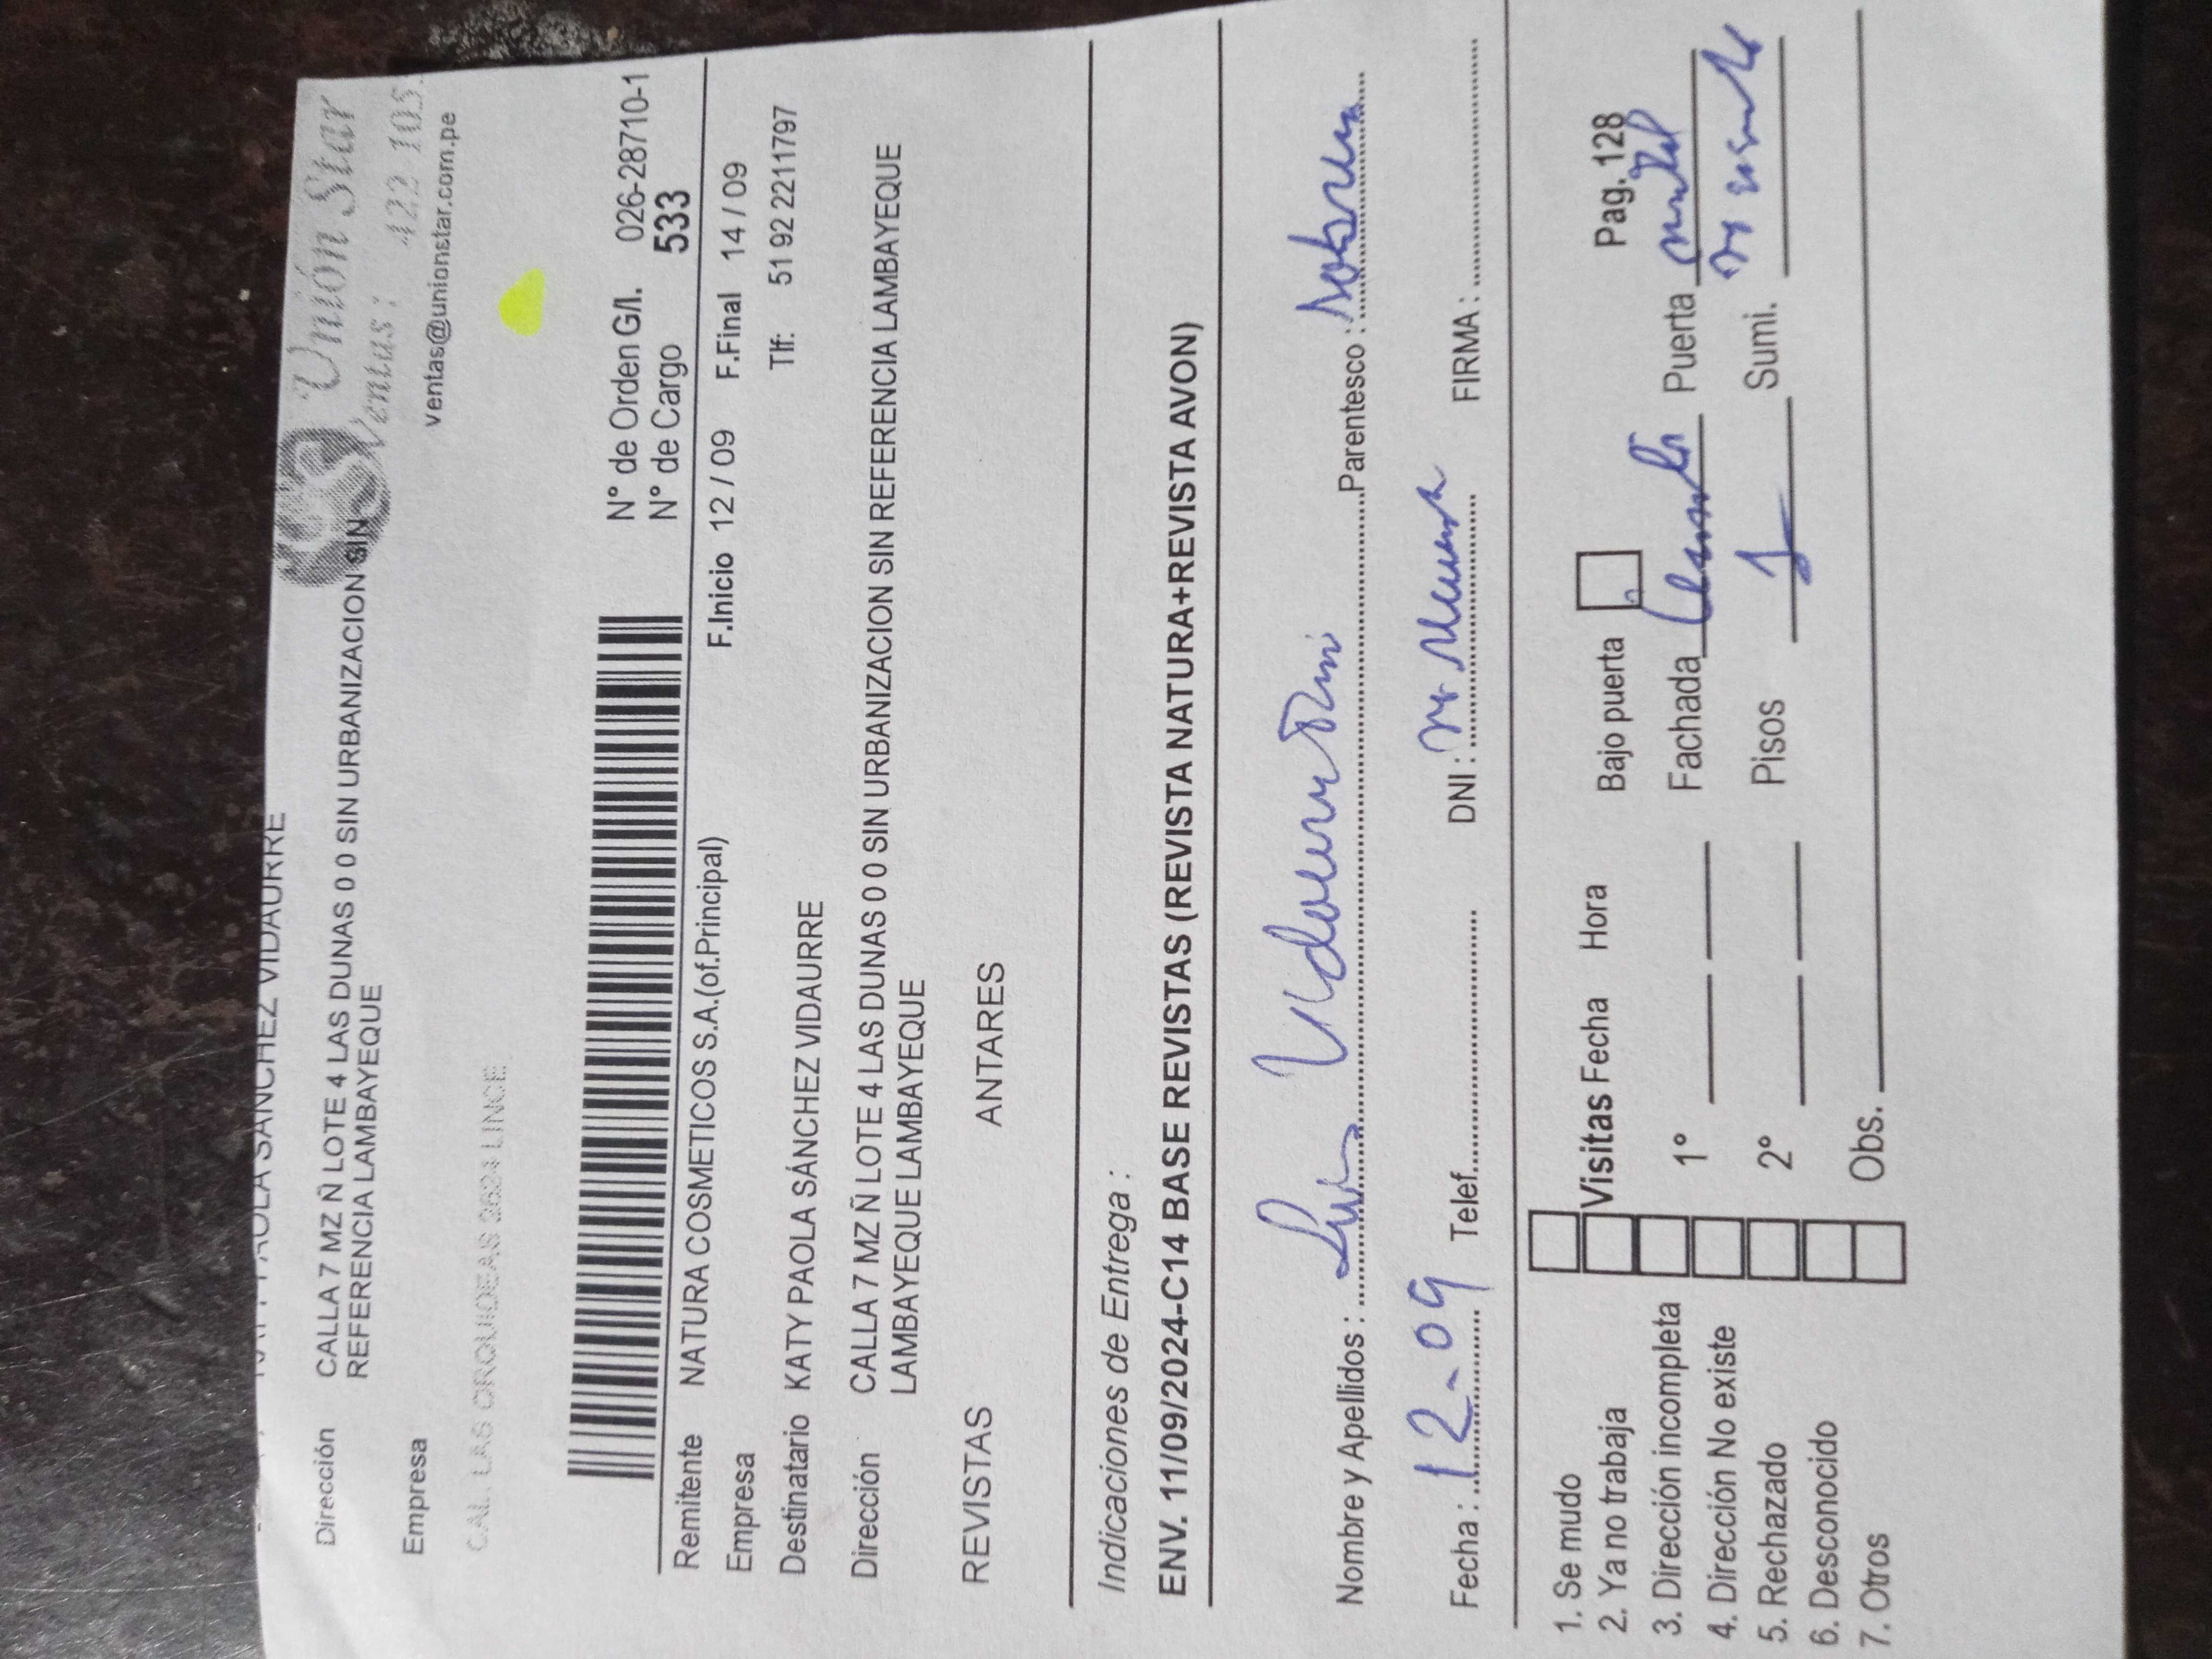 Unión Star
Ventas: 422 105
ventas@unionstar.com.pe
PAOLA SÁNCHEZ VIDAURRE
Dirección CALLA 7 MZ Ñ LOTE 4 LAS DUNAS 0 0 SIN URBANIZACION SIN
REFERENCIA LAMBAYEQUE
Empresa
CAL. LAS ORQUIDEAS 2624 LINCE
N° de Orden G/I. 026-28710-1
N° de Cargo 533
Remitente NATURA COSMETICOS S.A.(of.Principal)
F.Inicio 12 / 09 F.Final 14 / 09
Empresa
Tlf: 51 92 2211797
Destinatario KATY PAOLA SÁNCHEZ VIDAURRE
Dirección CALLA 7 MZ Ñ LOTE 4 LAS DUNAS 0 0 SIN URBANIZACION SIN REFERENCIA LAMBAYEQUE
LAMBAYEQUE LAMBAYEQUE
REVISTAS ANTARES
Indicaciones de Entrega :
ENV. 11/09/2024-C14 BASE REVISTAS (REVISTA NATURA+REVISTA AVON)
Nombre y Apellidos : Luis Parentesco :
Fecha : 12-09 Telef. DNI : FIRMA :
1. Se mudo
2. Ya no trabaja Visitas Fecha Hora Bajo puerta Pag. 128
3. Dirección incompleta
4. Dirección No existe 1° Fachada Puerta
5. Rechazado
6. Desconocido 2° Pisos 1 Sumi.
7. Otros Obs.